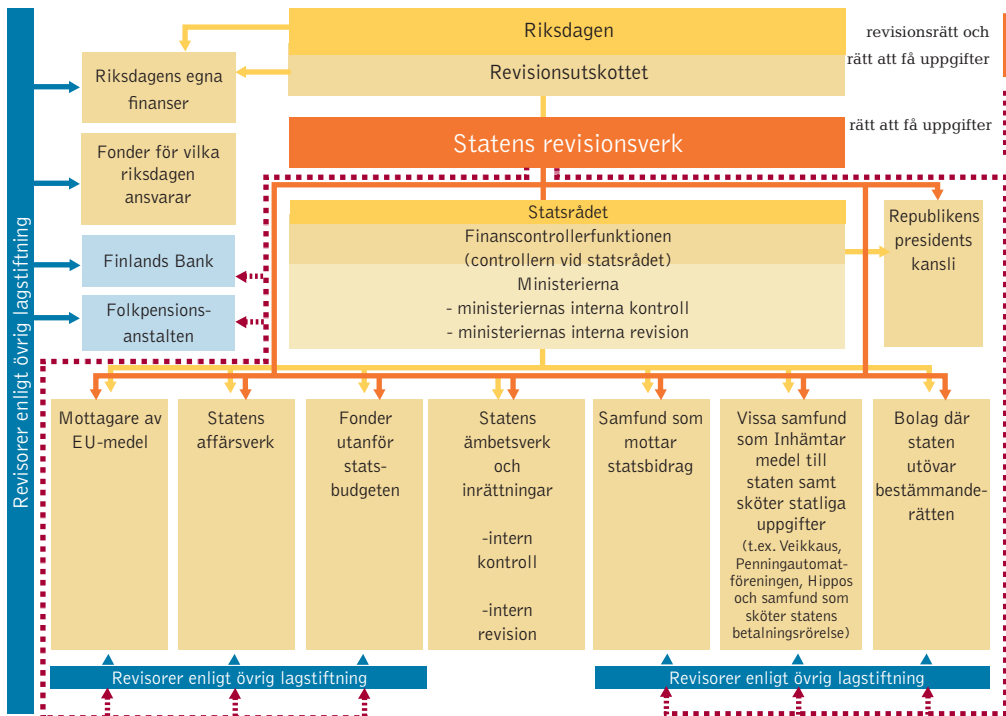 Riksdagen
Revisionsutskottet
revisionsrätt och
rätt att få uppgifter
rätt att få uppgifter
Statens revisionsverk
Riksdagens egna
finanser
Fonder för vilka
riksdagen
ansvarar
Finlands Bank
Folkpensions-
anstalten
Revisorer enligt övrig lagstiftning
Statsrådet
Finanscontrollerfunktionen
(controllern vid statsrådet)
Ministerierna
- ministeriernas interna kontroll
- ministeriernas interna revision
Republikens
presidents
kansli
Mottagare av
EU-medel
Statens
affärsverk
Fonder
utanför
stats-
budgeten
Statens
ämbetsverk
och
inrättningar
-intern
kontroll
-intern
revision
Samfund som
mottar
statsbidrag
Vissa samfund
som Inhämtar
medel till
staten samt
sköter statliga
uppgifter
(t.ex. Veikkaus,
Penningautomat-
föreningen, Hippos
och samfund som
sköter statens
betalningsrörelse)
Bolag där
staten
utövar
bestämmande-
rätten
Revisorer enligt övrig lagstiftning
Revisorer enligt övrig lagstiftning